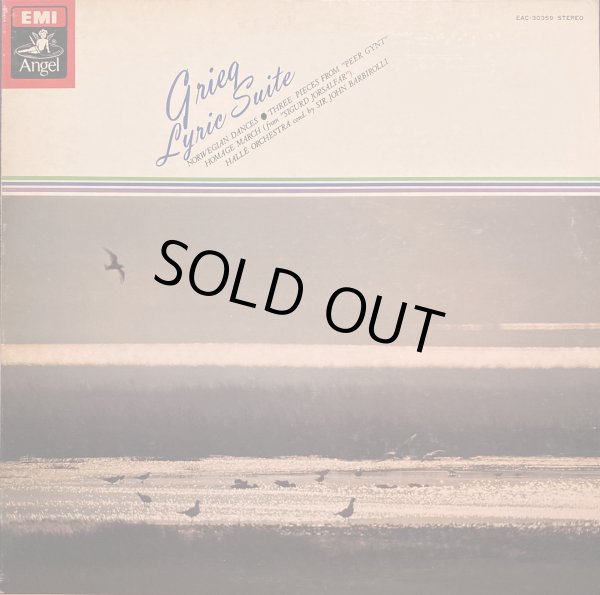 EMI
Angel
EAC-30359 STEREO
Grieg
Lyric Suite
NORWEGIAN DANCES ● THREE PIECES FROM "PEER GYNT"
HOMAGE MARCH (from "SIGURD JORSALFAR")
HALLÉ ORCHESTRA cond. by SIR JOHN BARBIROLLI
SOLD OUT